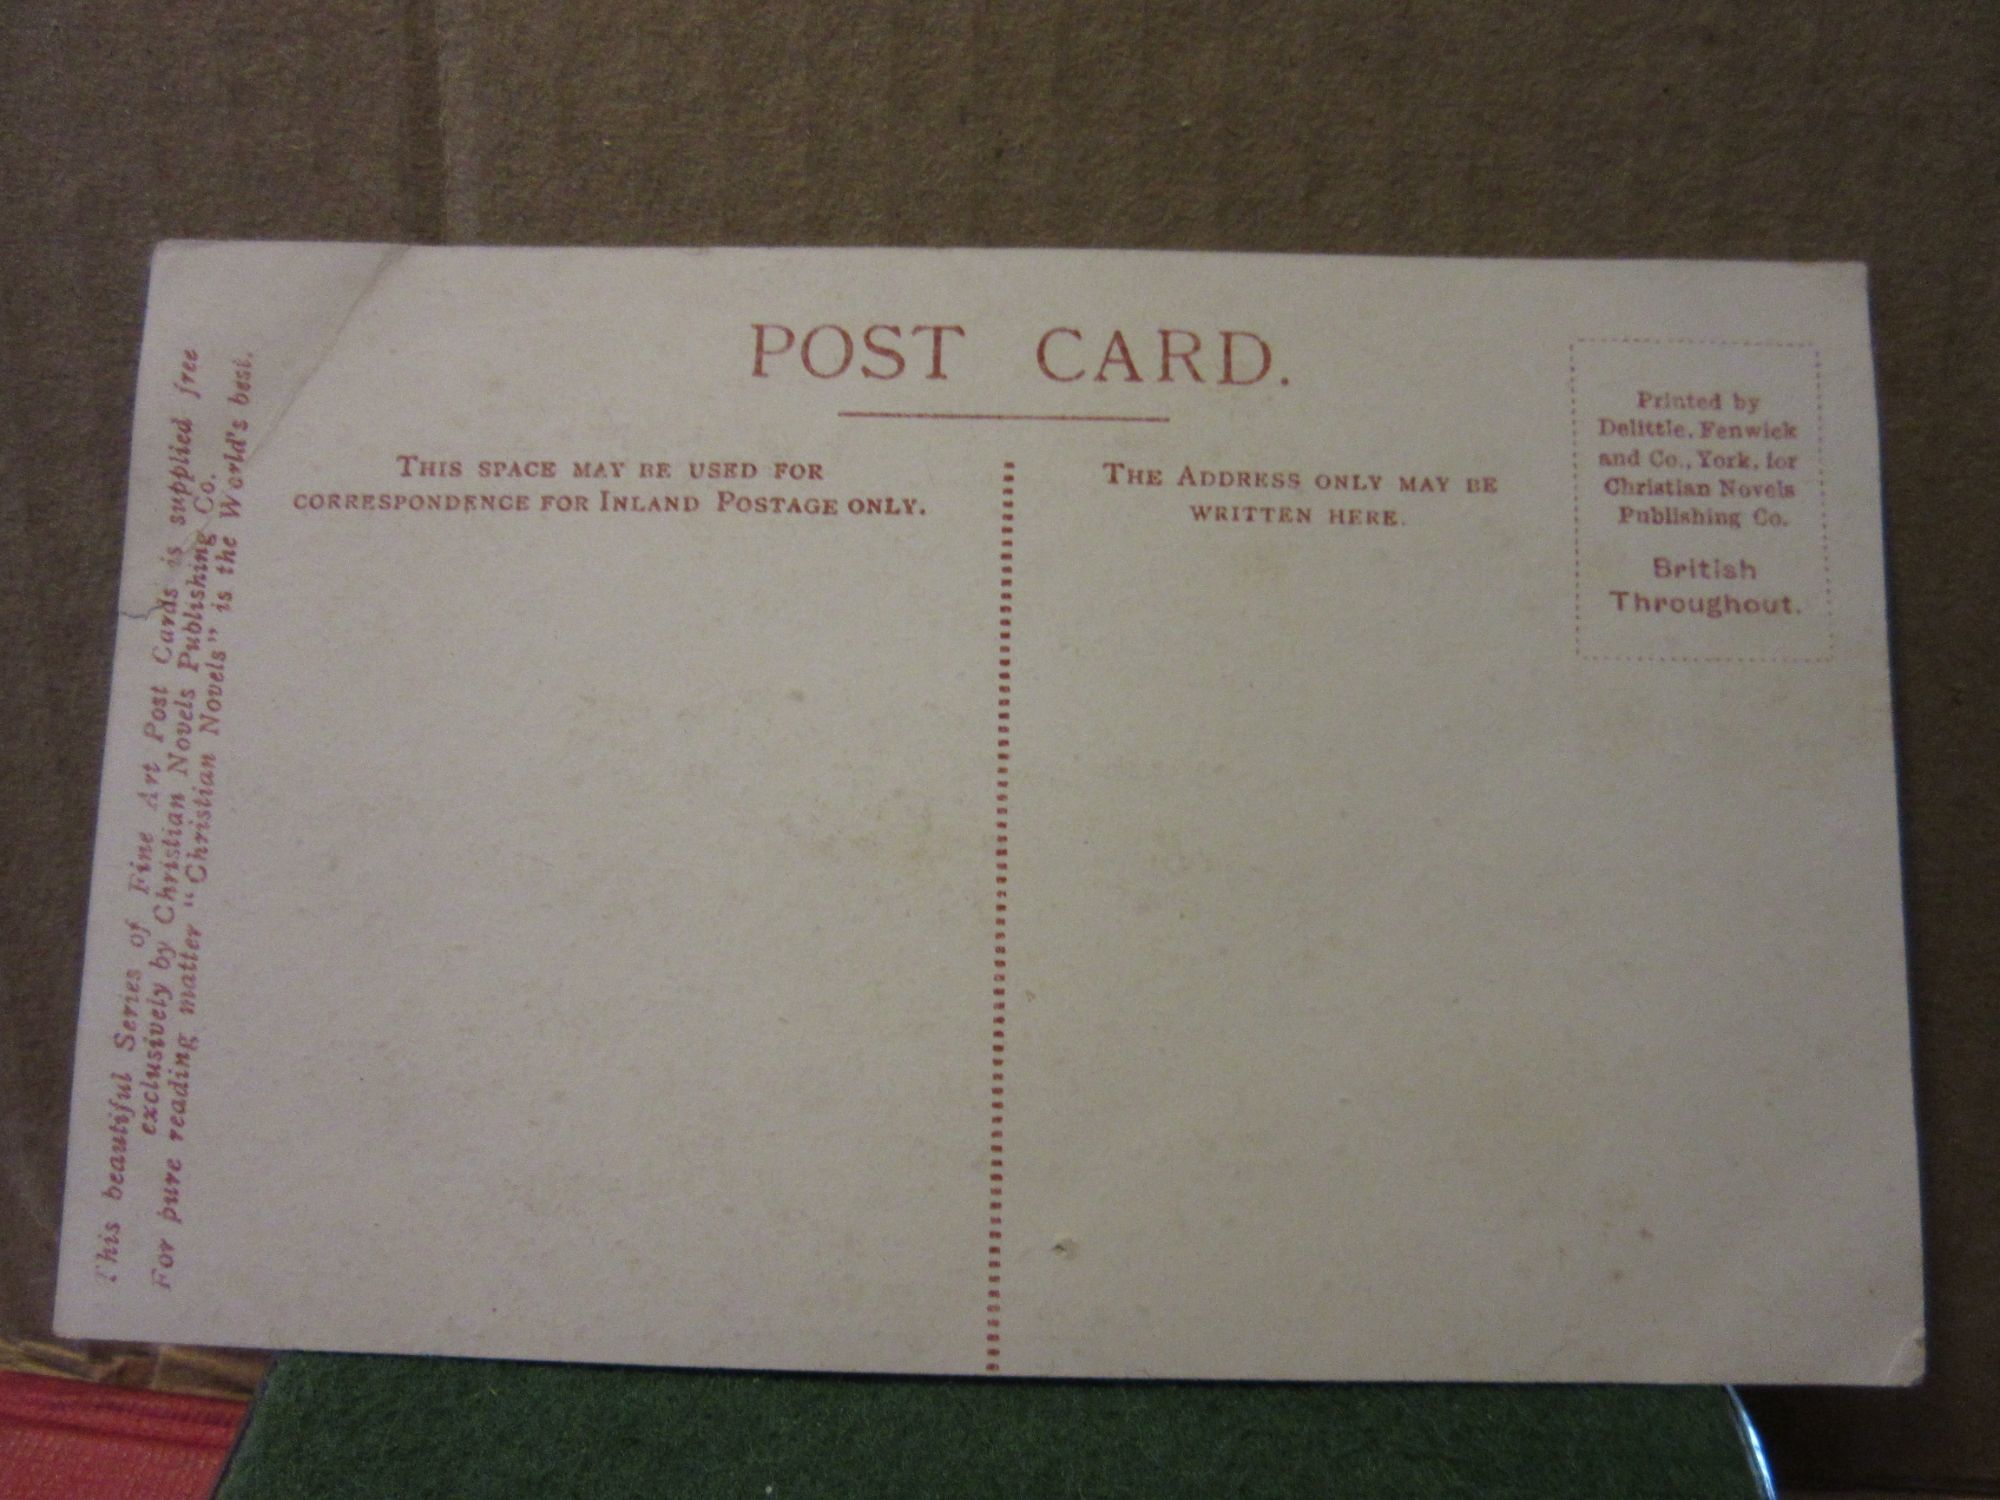 POST CARD.
THIS SPACE MAY BE USED FOR
CORRESPONDENCE FOR INLAND POSTAGE ONLY.
THE ADDRESS ONLY MAY BE
WRITTEN HERE.
Printed by
Delittle, Fenwick
and Co., York, for
Christian Novels
Publishing Co.
British
Throughout.
This beautiful Series of Fine Art Post Cards is supplied free
exclusively by Christian Novels Publishing Co.
For pure reading matter "Christian Novels" is the World's best.